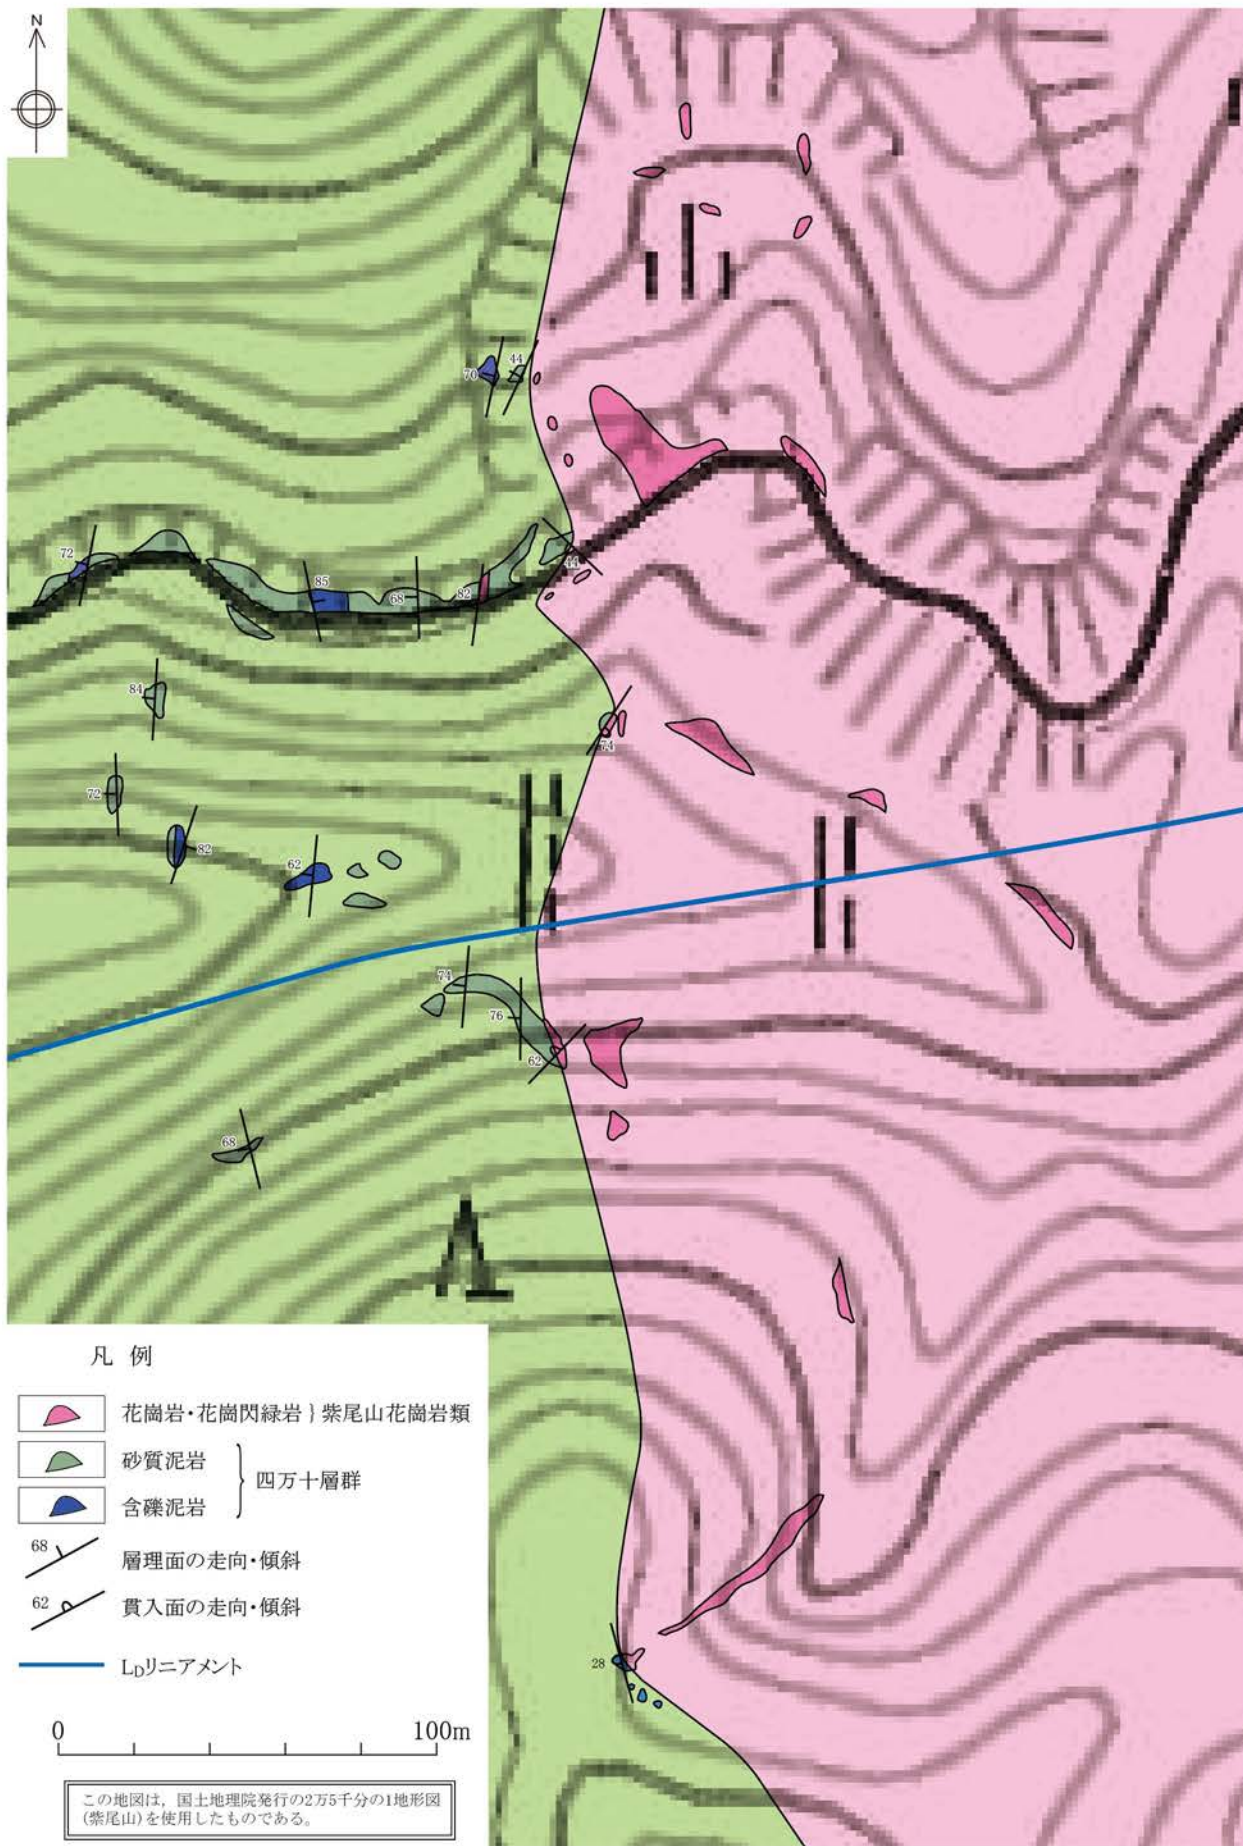 N
70
44
72
85
68
82
44
84
74
72
82
62
74
76
62
68
28
凡 例
花崗岩・花崗閃緑岩 } 紫尾山花崗岩類
砂質泥岩
四万十層群
含礫泥岩
68
層理面の走向・傾斜
62
貫入面の走向・傾斜
LDリニアメント
0 100m
この地図は，国土地理院発行の2万5千分の1地形図
(紫尾山)を使用したものである。